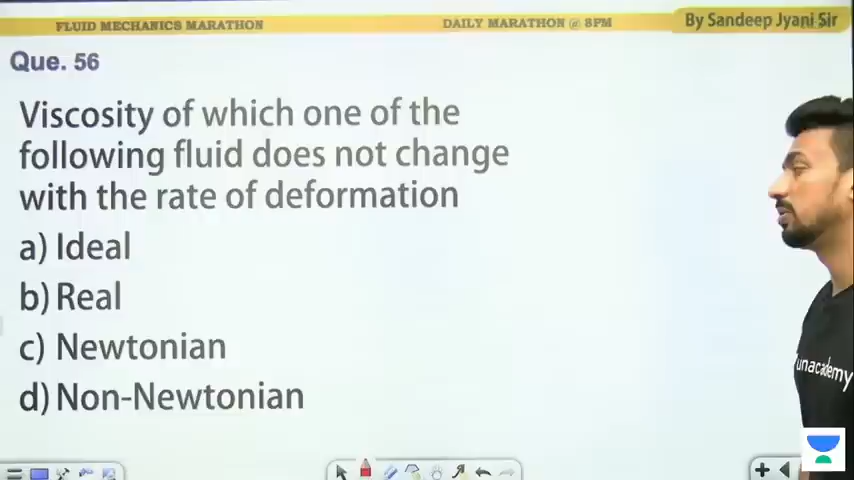 FLUID MECHANICS MARATHON
DAILY MARATHON @ 8PM
By Sandeep Jyani Sir
Que. 56
Viscosity of which one of the
following fluid does not change
with the rate of deformation
a) Ideal
b) Real
c) Newtonian
d) Non-Newtonian
unacademy